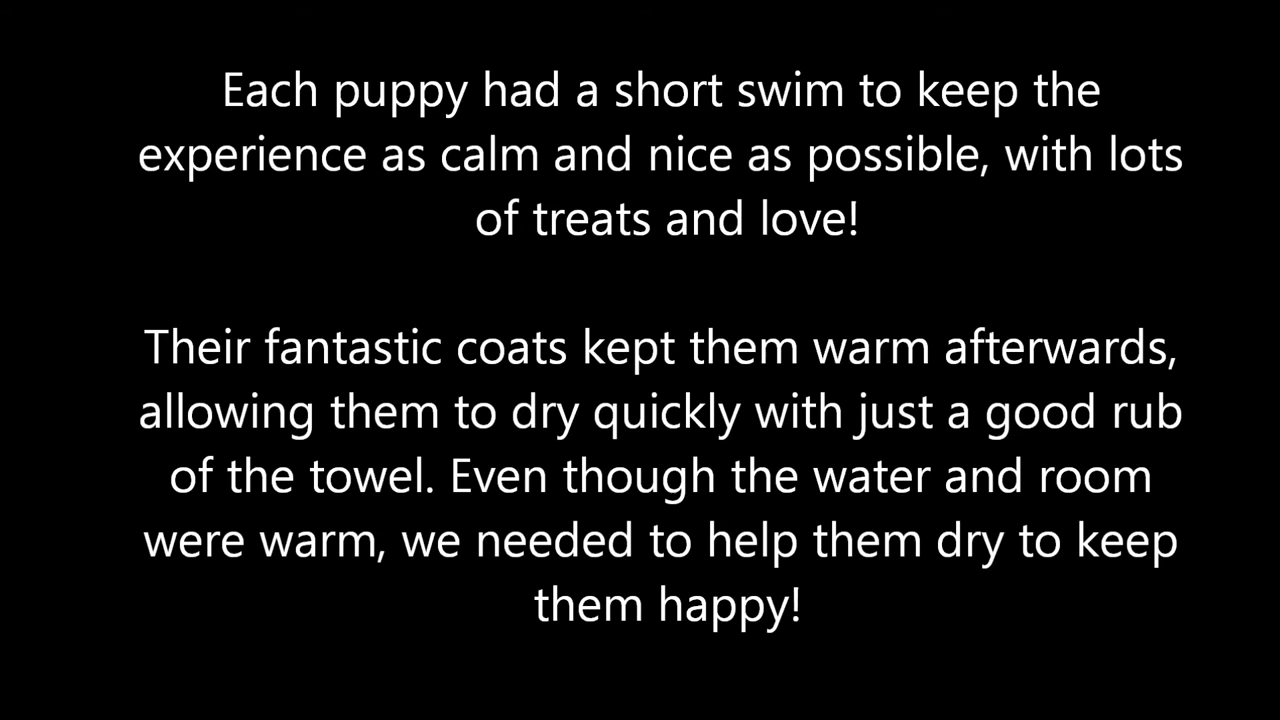 Each puppy had a short swim to keep the
experience as calm and nice as possible, with lots
of treats and love!
Their fantastic coats kept them warm afterwards,
allowing them to dry quickly with just a good rub
of the towel. Even though the water and room
were warm, we needed to help them dry to keep
them happy!